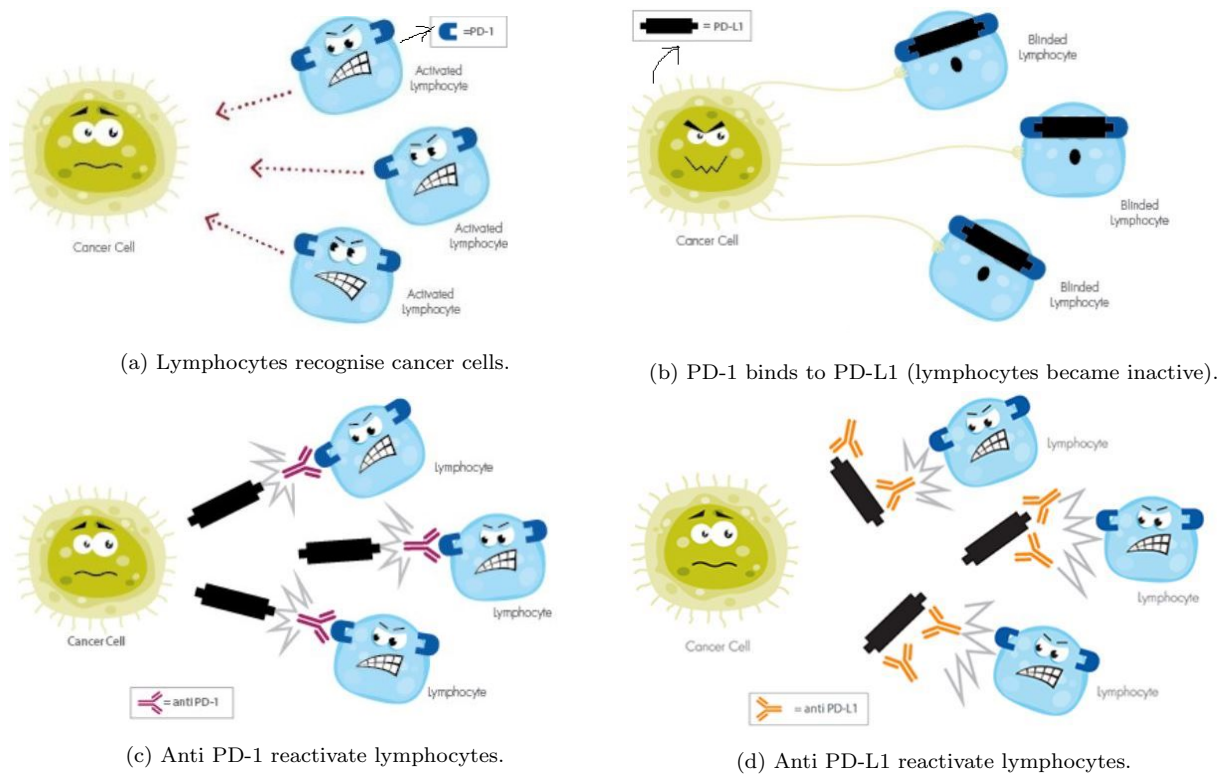 =PD-1
Activated
Lymphocyte
Cancer Cell
Activated
Lymphocyte
Activated
Lymphocyte
(a) Lymphocytes recognise cancer cells.
= PD-L1
Blinded
Lymphocyte
Blinded
Lymphocyte
Cancer Cell
Blinded
Lymphocyte
(b) PD-1 binds to PD-L1 (lymphocytes became inactive).
Lymphocyte
Lymphocyte
Cancer Cell
Lymphocyte
= anti PD-1
(c) Anti PD-1 reactivate lymphocytes.
Lymphocyte
Lymphocyte
Cancer Cell
Lymphocyte
= anti PD-L1
(d) Anti PD-L1 reactivate lymphocytes.